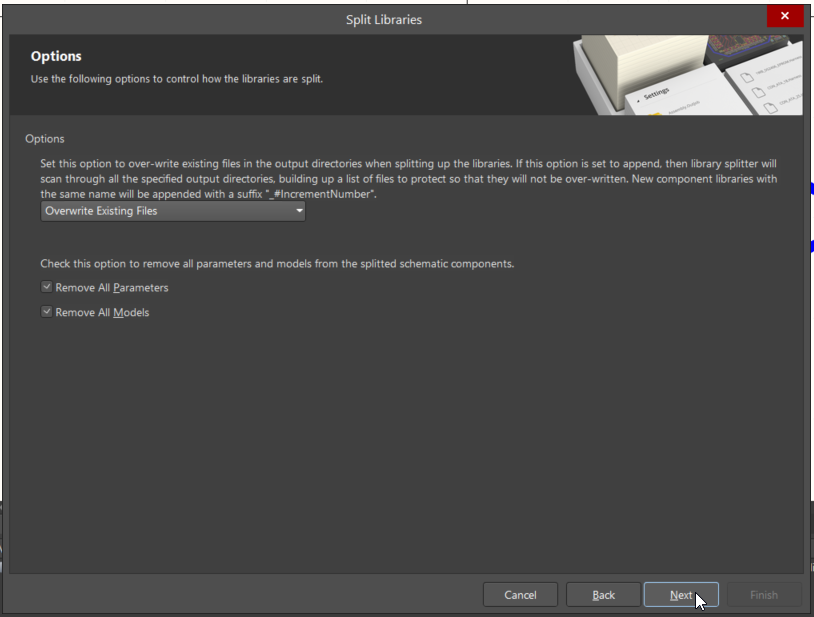 Split Libraries
Options
Use the following options to control how the libraries are split.
Settings
Options
Set this option to over-write existing files in the output directories when splitting up the libraries. If this option is set to append, then library splitter will
scan through all the specified output directories, building up a list of files to protect so that they will not be over-written. New component libraries with
the same name will be appended with a suffix "_#IncrementNumber".
Overwrite Existing Files
Check this option to remove all parameters and models from the splitted schematic components.
Remove All Parameters
Remove All Models
Cancel
Back
Next
Finish